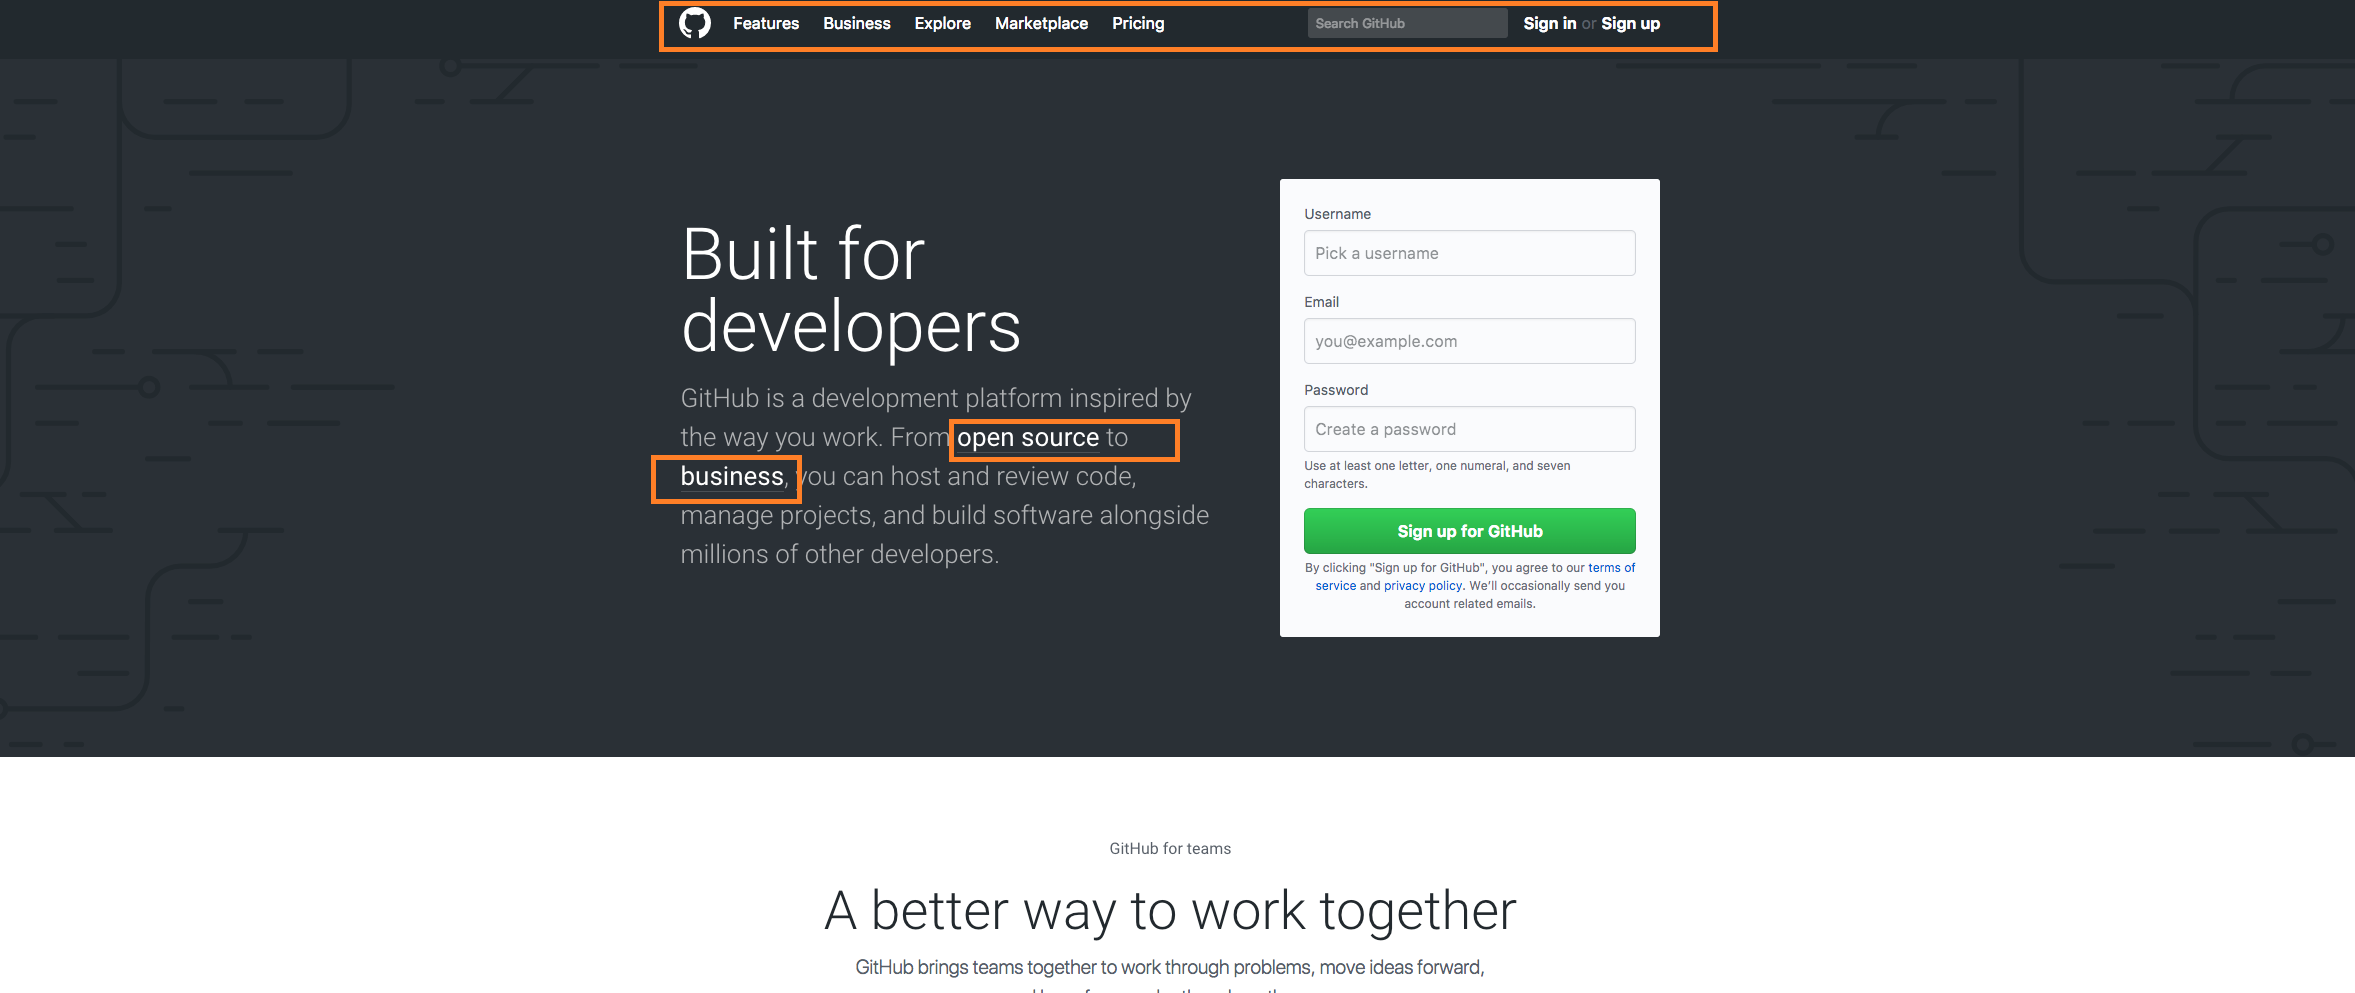 Features Business Explore Marketplace Pricing Search GitHub Sign in or Sign up
Built for
developers
GitHub is a development platform inspired by
the way you work. From open source to
business, you can host and review code,
manage projects, and build software alongside
millions of other developers.
Username
Pick a username
Email
you@example.com
Password
Create a password
Use at least one letter, one numeral, and seven
characters.
Sign up for GitHub
By clicking "Sign up for GitHub", you agree to our terms of
service and privacy policy. We'll occasionally send you
account related emails.
GitHub for teams
A better way to work together
GitHub brings teams together to work through problems, move ideas forward,